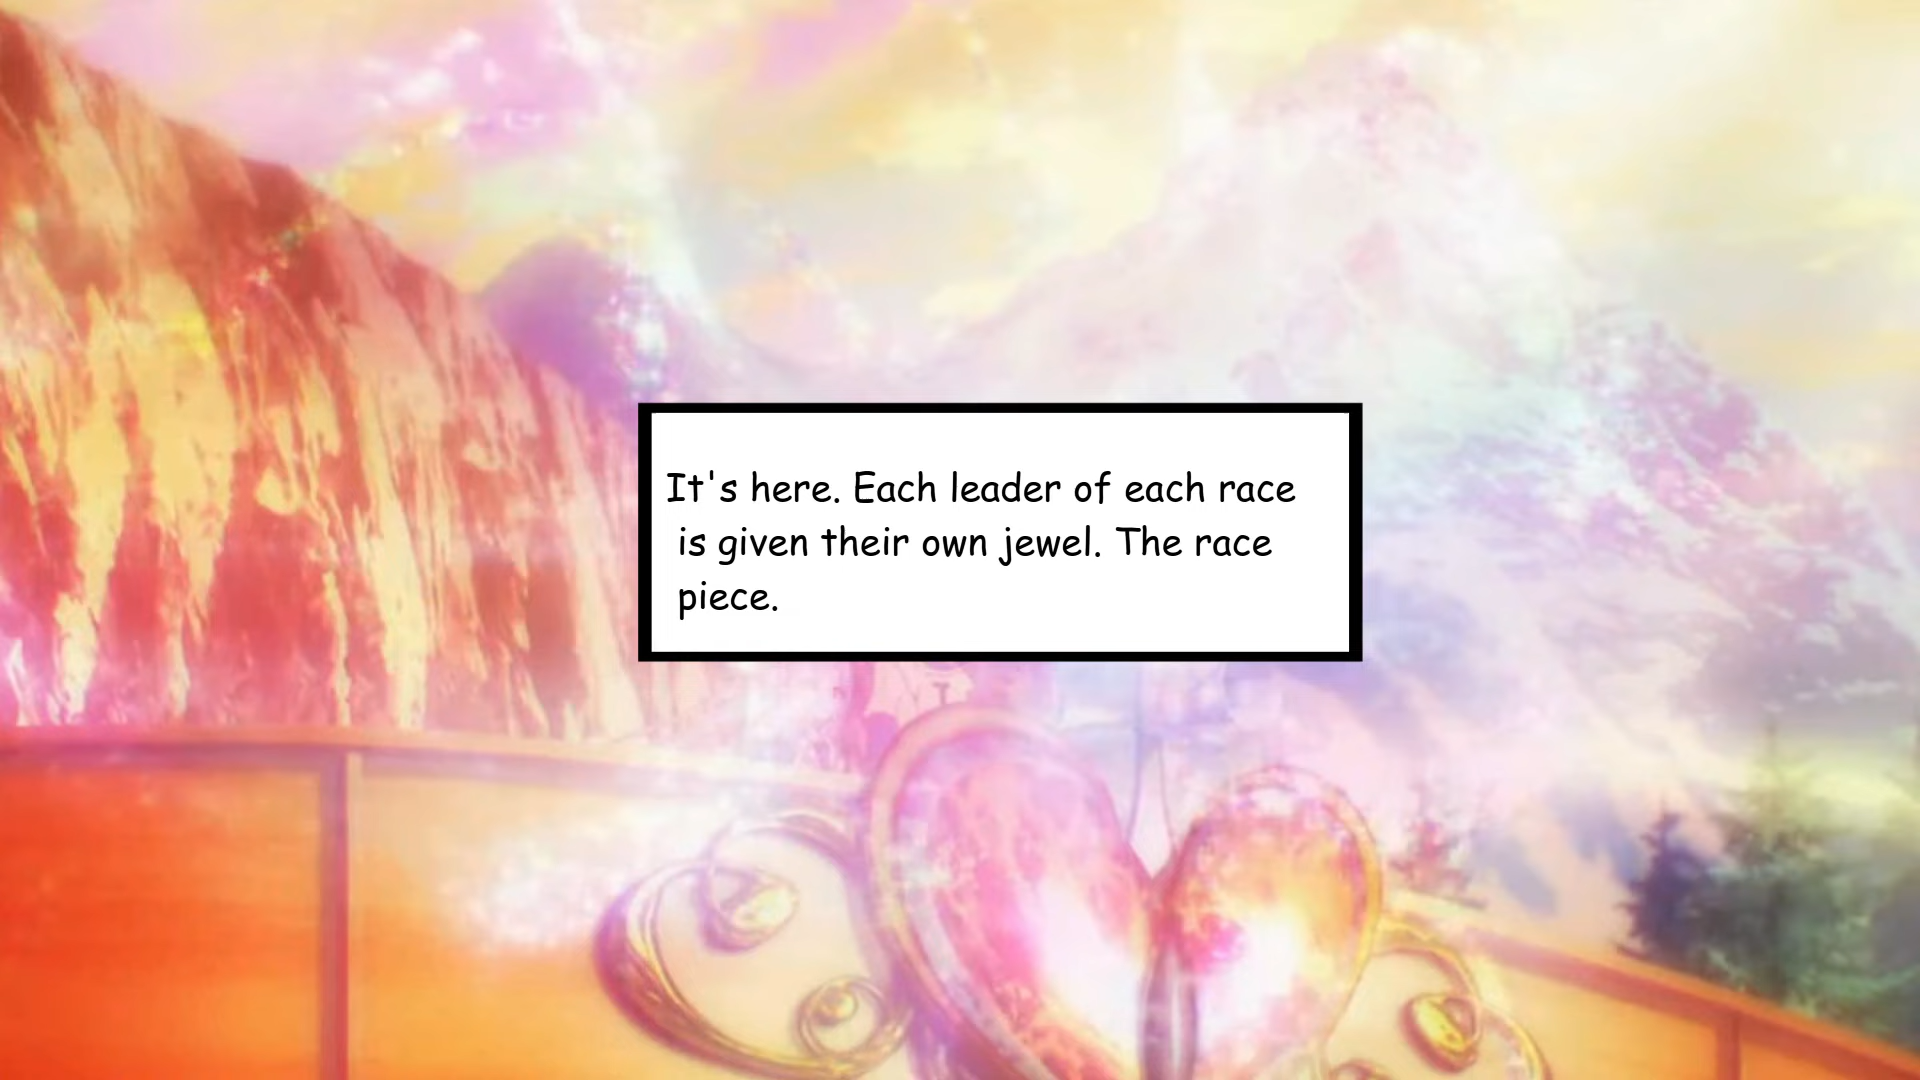 It's here. Each leader of each race
is given their own jewel. The race
piece.